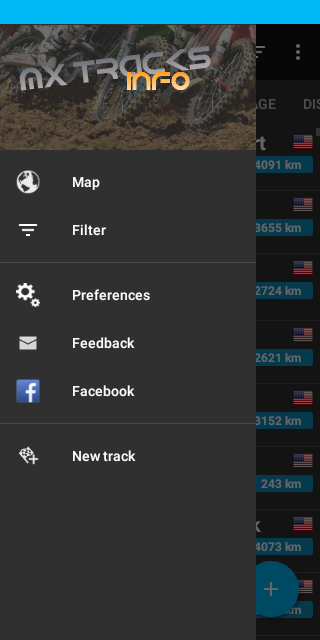 MX TRACKS
INFO
AGE
DIS
rt
4091 km
Map
3655 km
Filter
2724 km
Preferences
2621 km
Feedback
Facebook
3152 km
New track
243 km
k
4073 km
km